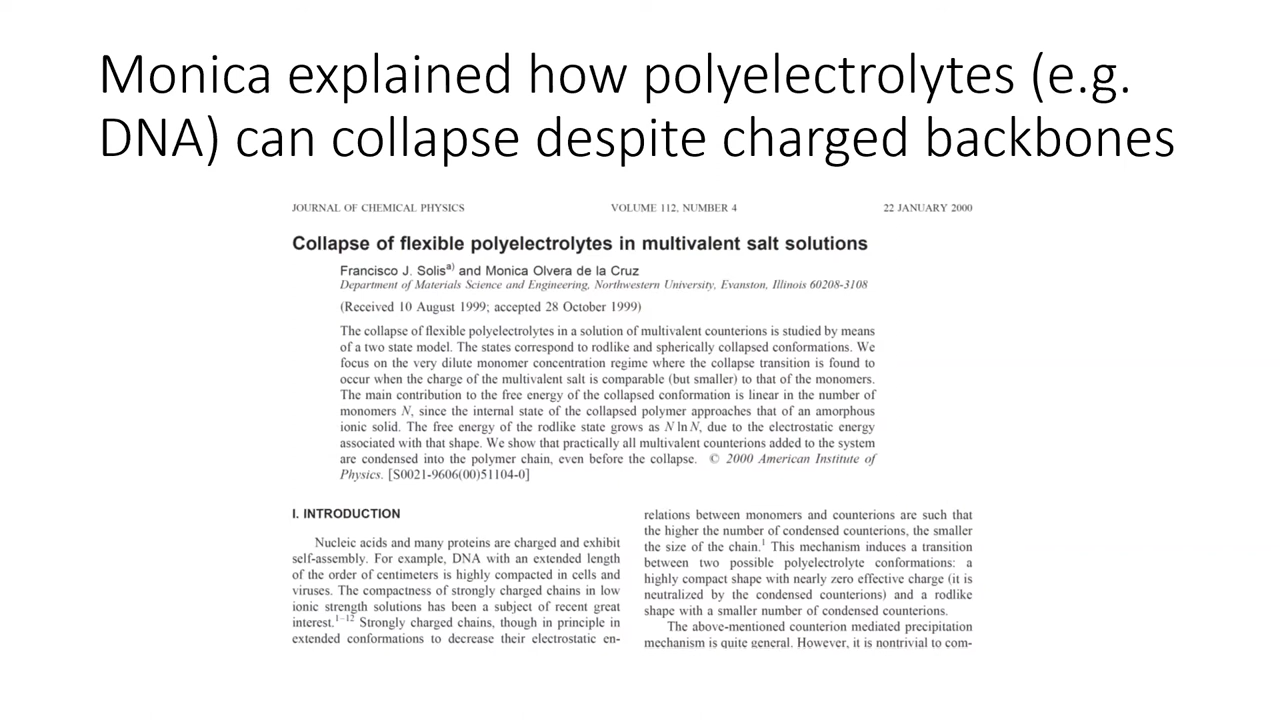 Monica explained how polyelectrolytes (e.g.
DNA) can collapse despite charged backbones
JOURNAL OF CHEMICAL PHYSICS VOLUME 112, NUMBER 4 22 JANUARY 2000
Collapse of flexible polyelectrolytes in multivalent salt solutions
Francisco J. Solis a) and Monica Olvera de la Cruz
Department of Materials Science and Engineering, Northwestern University, Evanston, Illinois 60208-3108
(Received 10 August 1999; accepted 28 October 1999)
The collapse of flexible polyelectrolytes in a solution of multivalent counterions is studied by means
of a two state model. The states correspond to rodlike and spherically collapsed conformations. We
focus on the very dilute monomer concentration regime where the collapse transition is found to
occur when the charge of the multivalent salt is comparable (but smaller) to that of the monomers.
The main contribution to the free energy of the collapsed conformation is linear in the number of
monomers N, since the internal state of the collapsed polymer approaches that of an amorphous
ionic solid. The free energy of the rodlike state grows as N ln N, due to the electrostatic energy
associated with that shape. We show that practically all multivalent counterions added to the system
are condensed into the polymer chain, even before the collapse. © 2000 American Institute of
Physics. [S0021-9606(00)51104-0]
I. INTRODUCTION
Nucleic acids and many proteins are charged and exhibit
self-assembly. For example, DNA with an extended length
of the order of centimeters is highly compacted in cells and
viruses. The compactness of strongly charged chains in low
ionic strength solutions has been a subject of recent great
interest.1–12 Strongly charged chains, though in principle in
extended conformations to decrease their electrostatic en-
relations between monomers and counterions are such that
the higher the number of condensed counterions, the smaller
the size of the chain.1 This mechanism induces a transition
between two possible polyelectrolyte conformations: a
highly compact shape with nearly zero effective charge (it is
neutralized by the condensed counterions) and a rodlike
shape with a smaller number of condensed counterions.
The above-mentioned counterion mediated precipitation
mechanism is quite general. However, it is nontrivial to com-